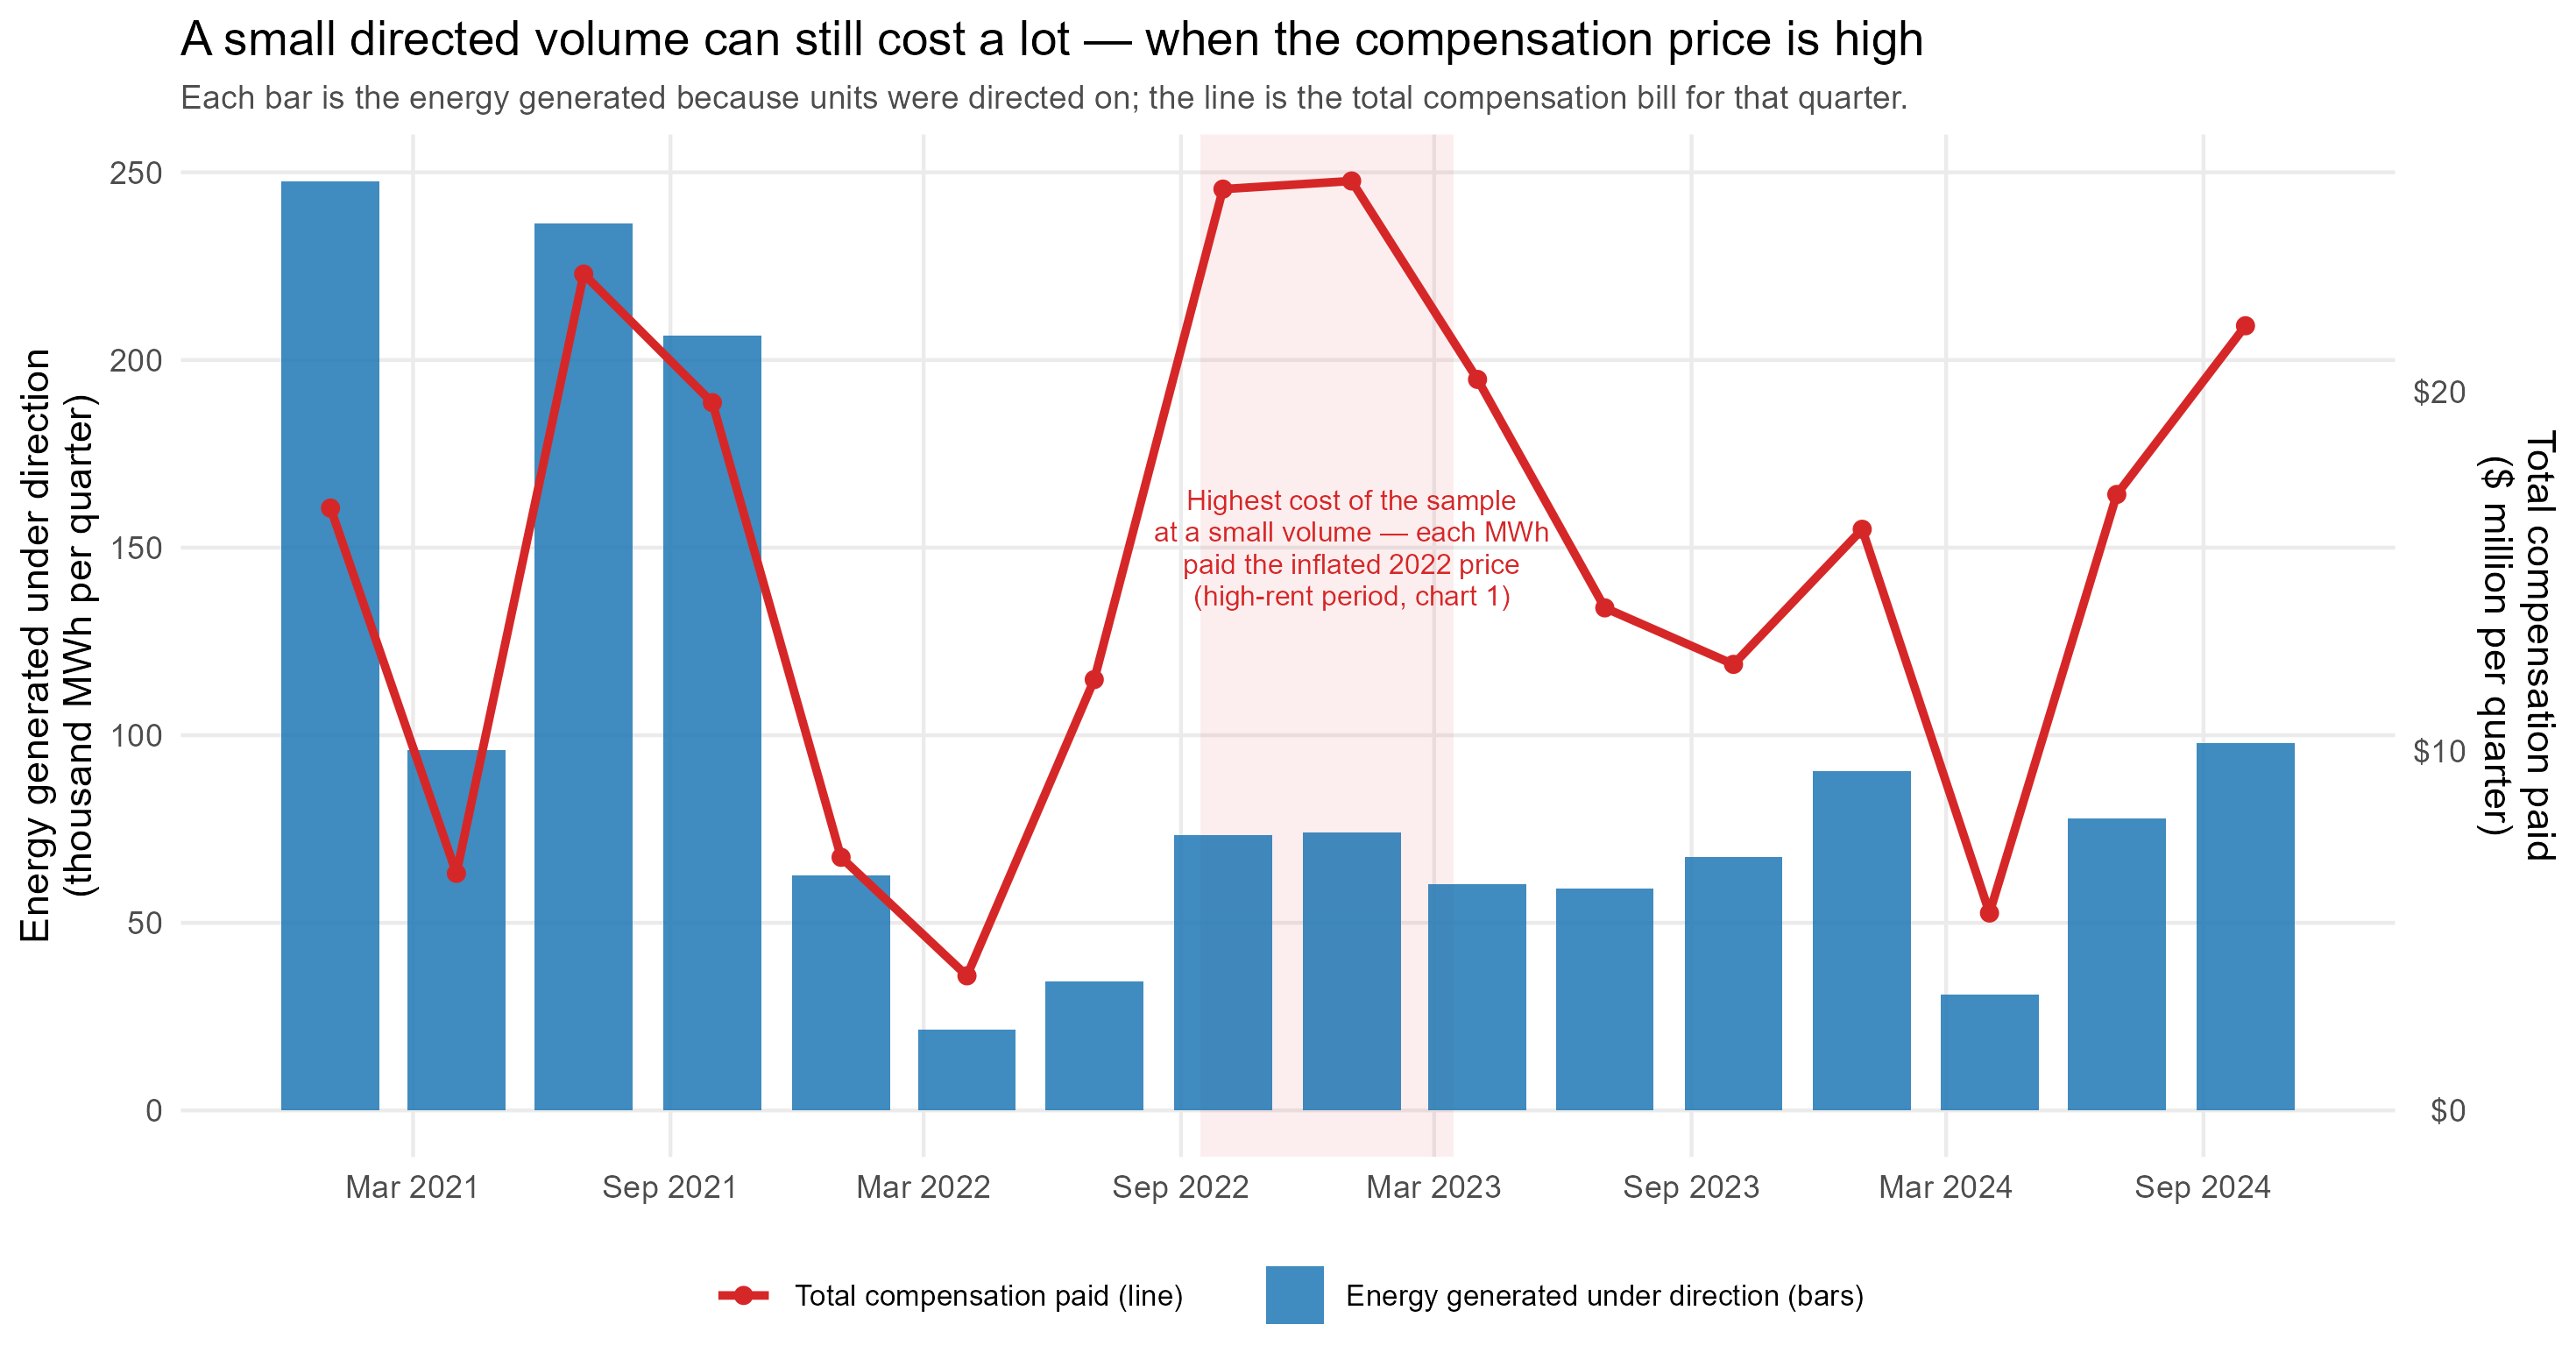 A small directed volume can still cost a lot — when the compensation price is high
Each bar is the energy generated because units were directed on; the line is the total compensation bill for that quarter.
Energy generated under direction
(thousand MWh per quarter)
250
200
150
100
50
0
Highest cost of the sample
at a small volume — each MWh
paid the inflated 2022 price
(high-rent period, chart 1)
$20
$10
$0
Total compensation paid
($ million per quarter)
Mar 2021
Sep 2021
Mar 2022
Sep 2022
Mar 2023
Sep 2023
Mar 2024
Sep 2024
Total compensation paid (line)
Energy generated under direction (bars)